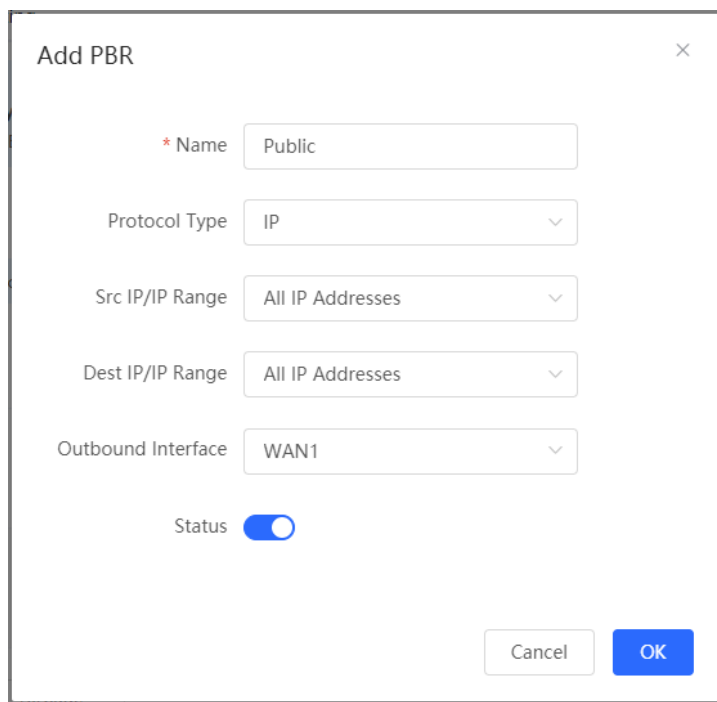 Add PBR
* Name Public
Protocol Type IP
Src IP/IP Range All IP Addresses
Dest IP/IP Range All IP Addresses
Outbound Interface WAN1
Status
Cancel OK